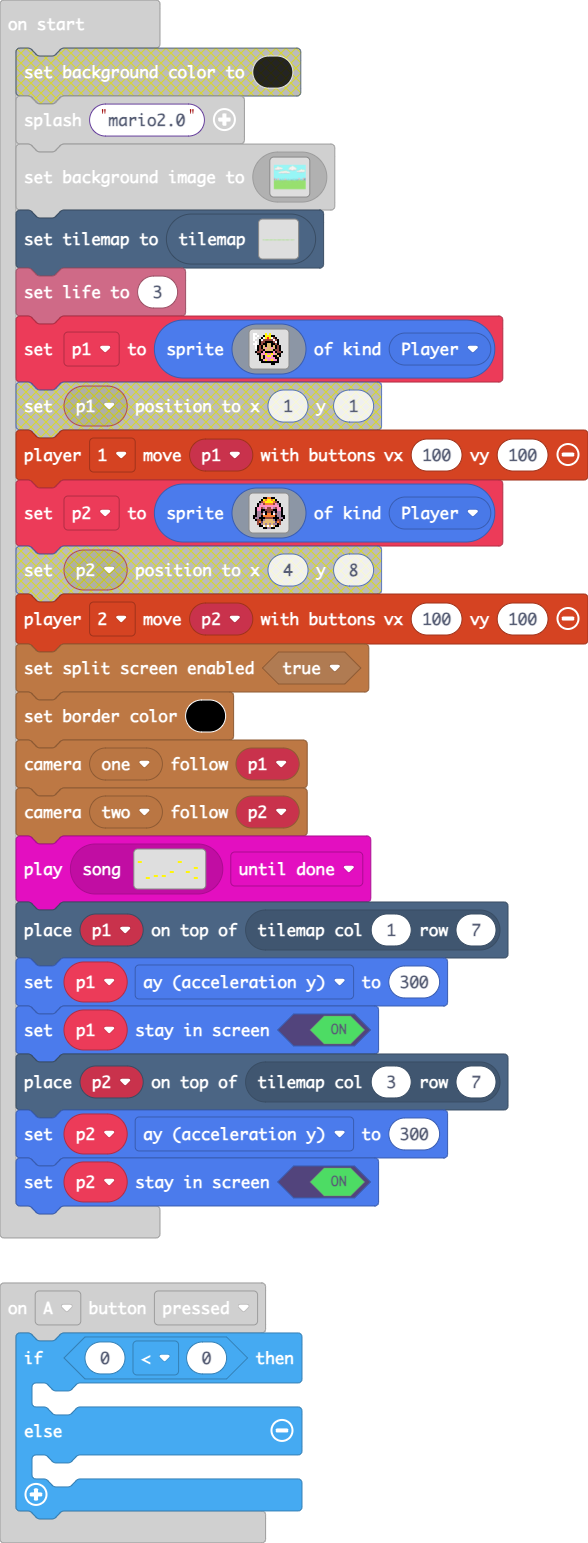 on start
set background color to
splash "mario2.0"
set background image to
set tilemap to tilemap
set life to 3
set p1 to sprite of kind Player
set p1 position to x 1 y 1
player 1 move p1 with buttons vx 100 vy 100
set p2 to sprite of kind Player
set p2 position to x 4 y 8
player 2 move p2 with buttons vx 100 vy 100
set split screen enabled true
set border color
camera one follow p1
camera two follow p2
play song until done
place p1 on top of tilemap col 1 row 7
set p1 ay (acceleration y) to 300
set p1 stay in screen ON
place p2 on top of tilemap col 3 row 7
set p2 ay (acceleration y) to 300
set p2 stay in screen ON
on A button pressed
if 0 < 0 then
else